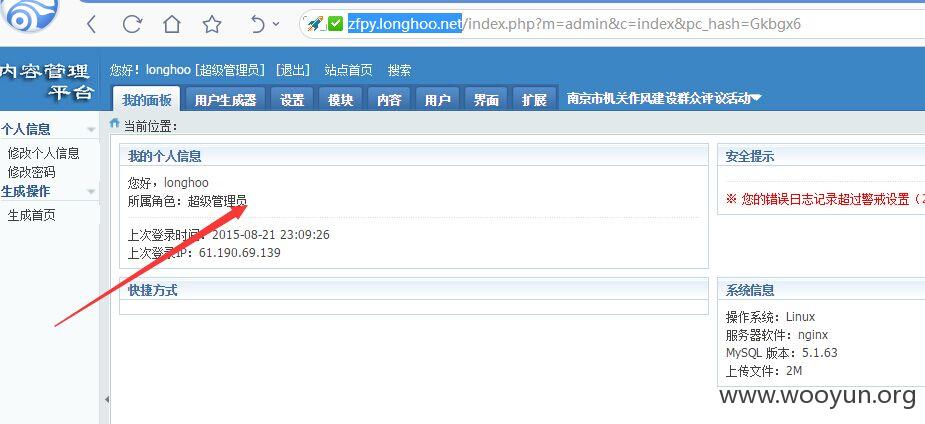 zfpy.longhoo.net/index.php?m=admin&c=index&pc_hash=Gkbgx6
内容管理
平台
您好！longhoo [超级管理员] [退出] 站点首页 搜索
我的面板 用户生成器 设置 模块 内容 用户 界面 扩展 南京市机关作风建设群众评议活动
个人信息
修改个人信息
修改密码
生成操作
生成首页
当前位置：
我的个人信息
您好，longhoo
所属角色：超级管理员
上次登录时间：2015-08-21 23:09:26
上次登录IP：61.190.69.139
快捷方式
安全提示
※ 您的错误日志记录超过警戒设置（
系统信息
操作系统：Linux
服务器软件：nginx
MySQL 版本：5.1.63
上传文件：2M
www.wooyun.org